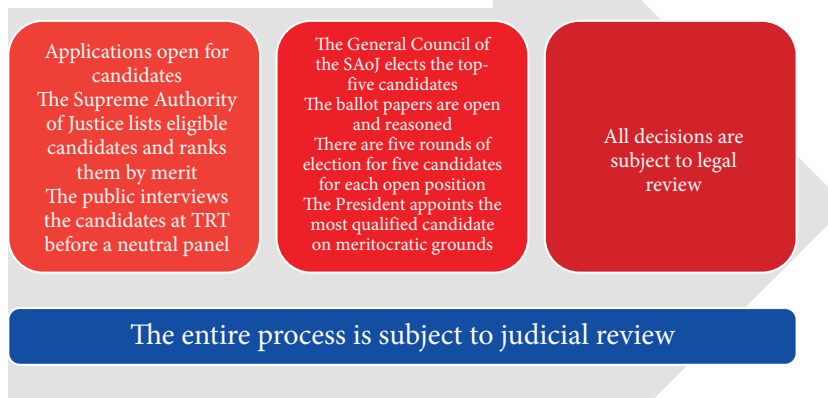 Applications open for
candidates
The Supreme Authority
of Justice lists eligible
candidates and ranks
them by merit
The public interviews
the candidates at TRT
before a neutral panel
The General Council of
the SAoJ elects the top-
five candidates
The ballot papers are open
and reasoned
There are five rounds of
election for five candidates
for each open position
The President appoints the
most qualified candidate
on meritocratic grounds
All decisions are
subject to legal
review
The entire process is subject to judicial review